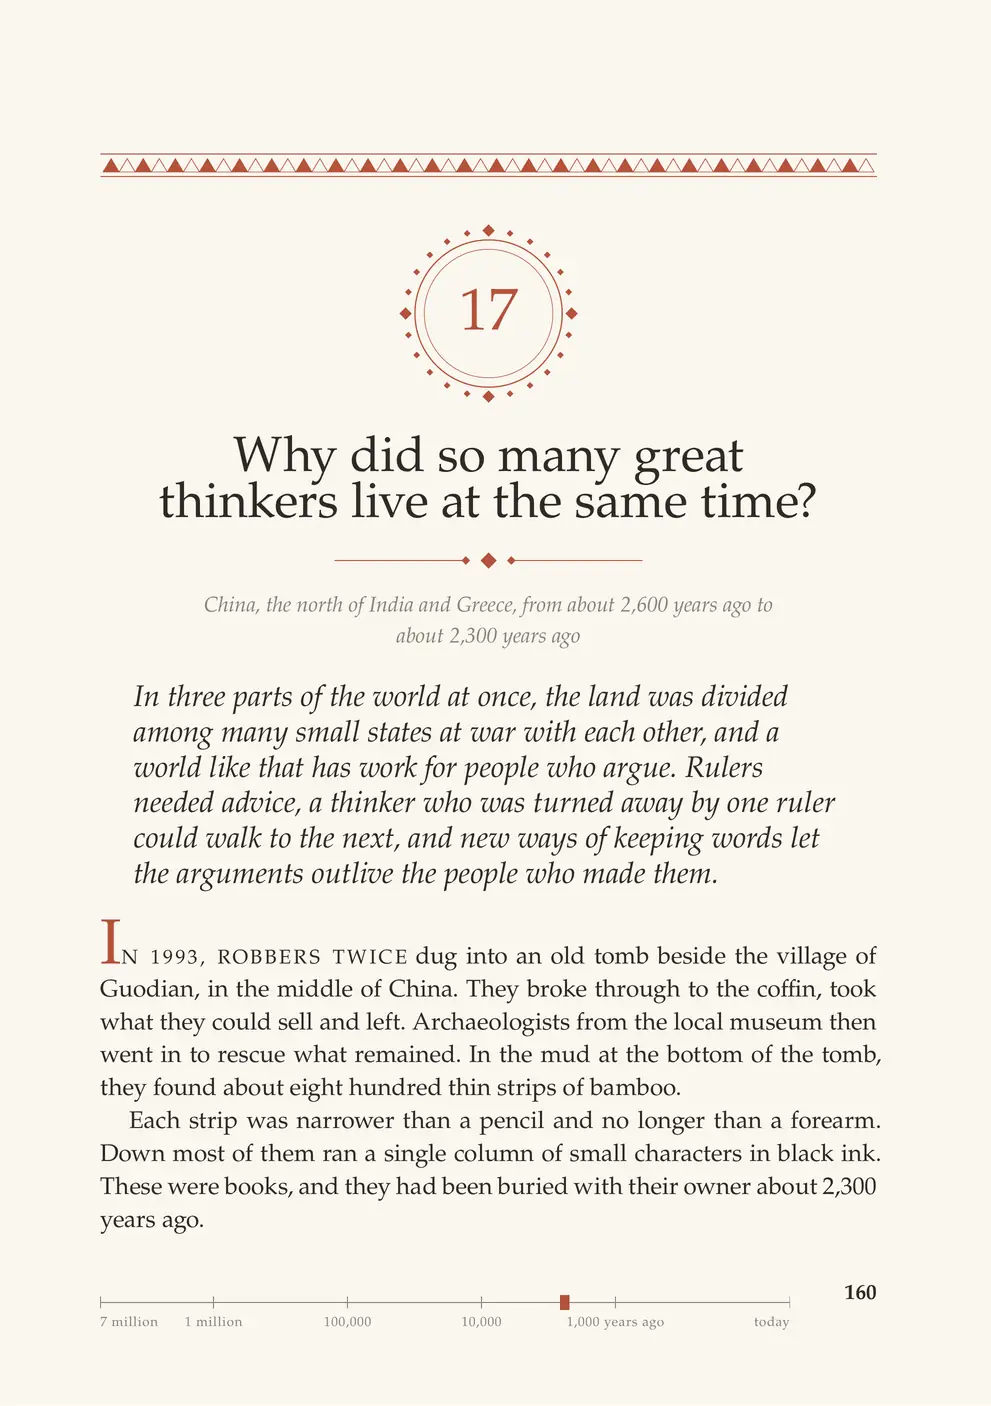 17
Why did so many great
thinkers live at the same time?
China, the north of India and Greece, from about 2,600 years ago to
about 2,300 years ago
In three parts of the world at once, the land was divided
among many small states at war with each other, and a
world like that has work for people who argue. Rulers
needed advice, a thinker who was turned away by one ruler
could walk to the next, and new ways of keeping words let
the arguments outlive the people who made them.
IN 1993, ROBBERS TWICE dug into an old tomb beside the village of
Guodian, in the middle of China. They broke through to the coffin, took
what they could sell and left. Archaeologists from the local museum then
went in to rescue what remained. In the mud at the bottom of the tomb,
they found about eight hundred thin strips of bamboo.
Each strip was narrower than a pencil and no longer than a forearm.
Down most of them ran a single column of small characters in black ink.
These were books, and they had been buried with their owner about 2,300
years ago.
160
7 million 1 million 100,000 10,000 1,000 years ago today